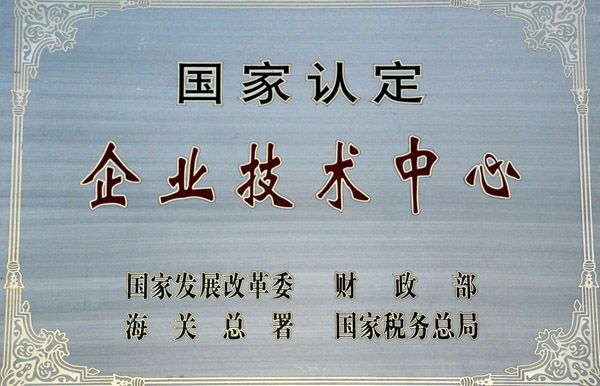 国家认定
企业技术中心
国家发展改革委 财政部
海关总署 国家税务总局